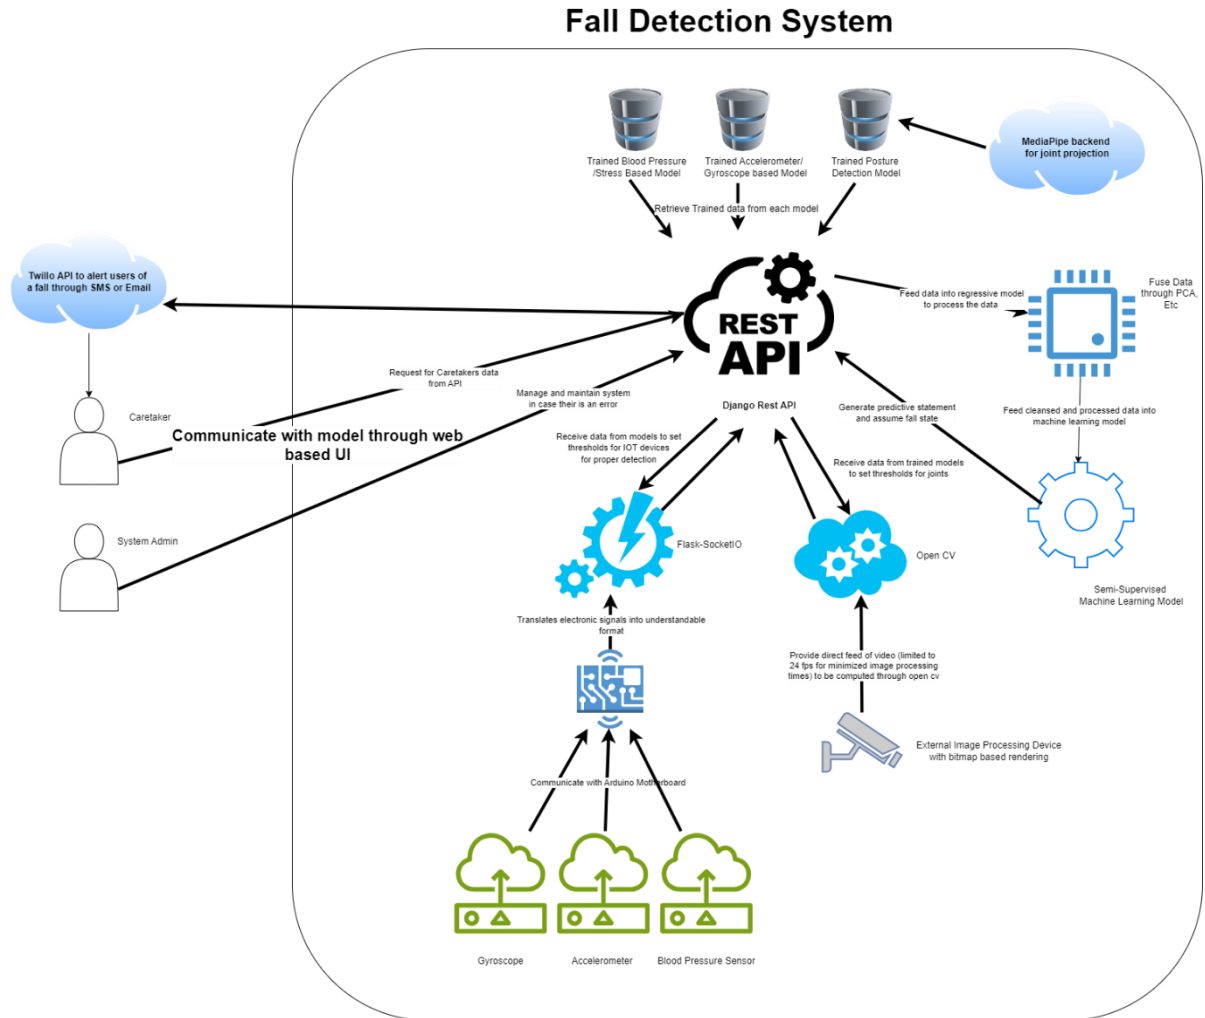 Fall Detection System
MediaPipe backend
for joint projection
Trained Blood Pressure
/Stress Based Model
Trained Accelerometer/
Gyroscope based Model
Trained Posture
Detection Model
Retrieve Trained data from each model
Twillo API to alert users of
a fall through SMS or Email
REST
API
Django Rest API
Feed data into regressive model
to process the data
Fuse Data
through PCA,
Etc
Request for Caretakers data
from API
Manage and maintain system
in case their is an error
Caretaker
Communicate with model through web
based UI
Generate predictive statement
and assume fall state
Feed cleansed and processed data into
machine learning model
Receive data from models to set
thresholds for IOT devices
for proper detection
Receive data from trained models
to set thresholds for joints
System Admin
Flask-SocketIO
Open CV
Semi-Supervised
Machine Learning Model
Translates electronic signals into understandable
format
Provide direct feed of video (limited to
24 fps for minimized image processing
times) to be computed through open cv
External Image Processing Device
with bitmap based rendering
Communicate with Arduino Motherboard
Gyroscope
Accelerometer
Blood Pressure Sensor